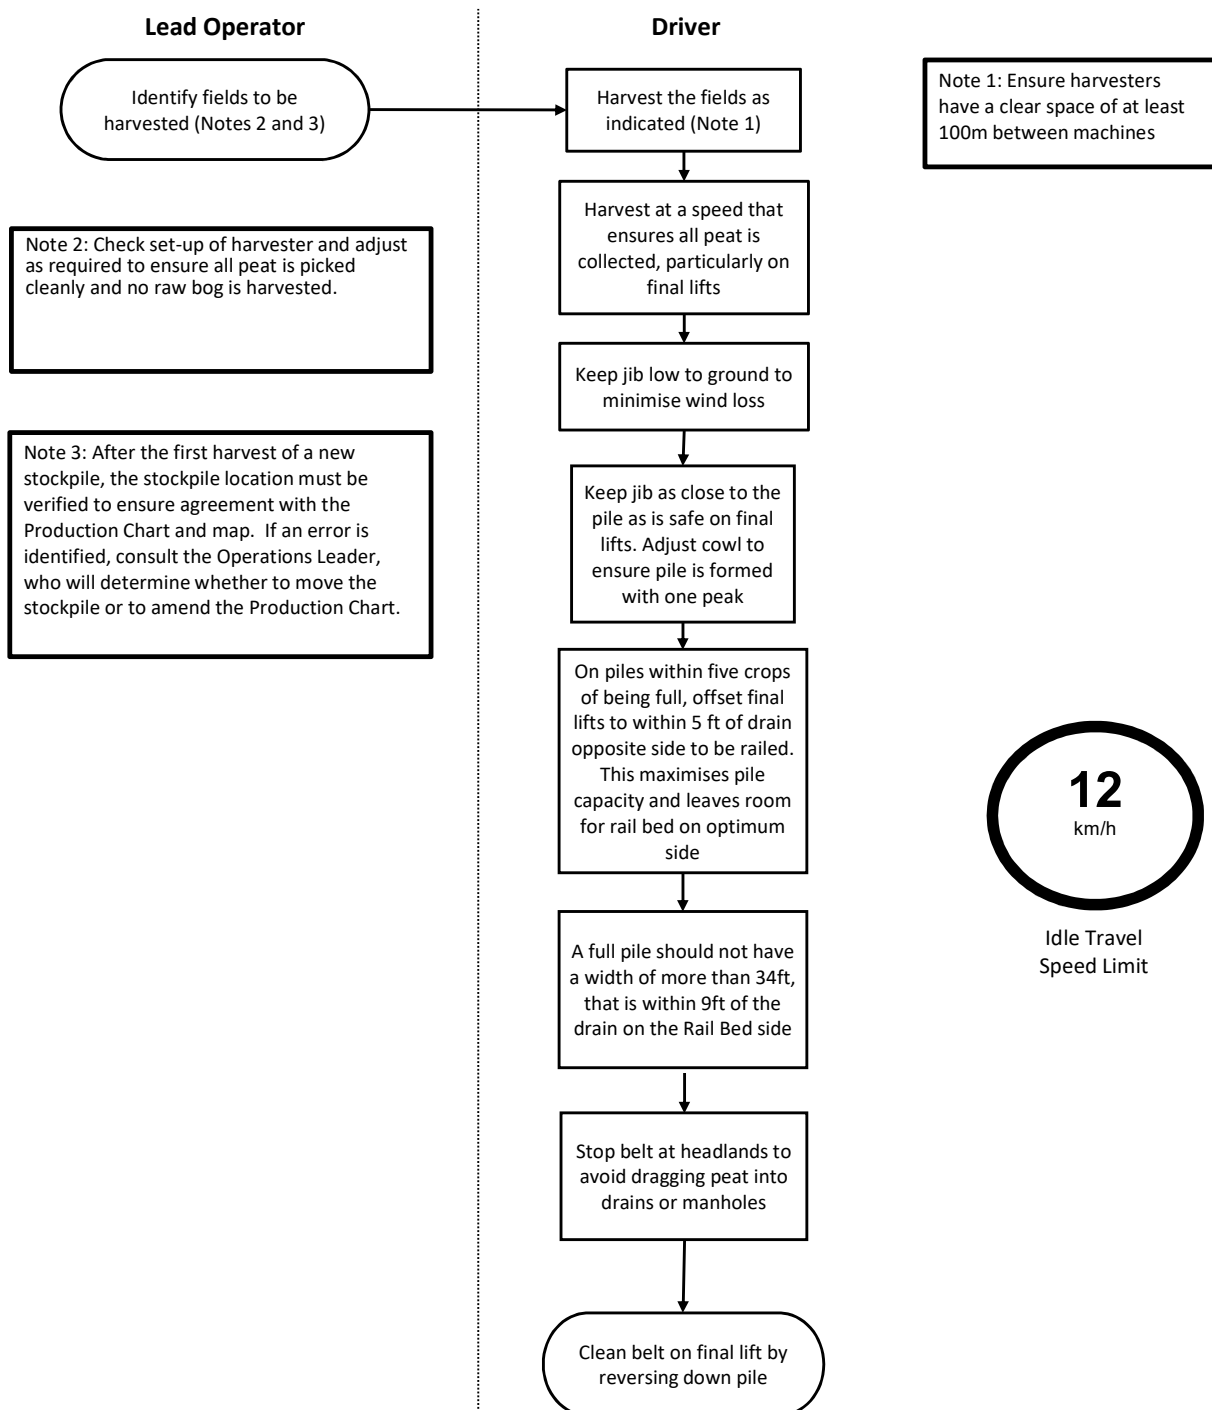 Lead Operator
Driver
Identify fields to be
harvested (Notes 2 and 3)
Harvest the fields as
indicated (Note 1)
Note 1: Ensure harvesters
have a clear space of at least
100m between machines
Harvest at a speed that
ensures all peat is
collected, particularly on
final lifts
Note 2: Check set-up of harvester and adjust
as required to ensure all peat is picked
cleanly and no raw bog is harvested.
Keep jib low to ground to
minimise wind loss
Note 3: After the first harvest of a new
stockpile, the stockpile location must be
verified to ensure agreement with the
Production Chart and map.  If an error is
identified, consult the Operations Leader,
who will determine whether to move the
stockpile or to amend the Production Chart.
Keep jib as close to the
pile as is safe on final
lifts. Adjust cowl to
ensure pile is formed
with one peak
On piles within five crops
of being full, offset final
lifts to within 5 ft of drain
opposite side to be railed.
This maximises pile
capacity and leaves room
for rail bed on optimum
side
12
km/h
Idle Travel
Speed Limit
A full pile should not have
a width of more than 34ft,
that is within 9ft of the
drain on the Rail Bed side
Stop belt at headlands to
avoid dragging peat into
drains or manholes
Clean belt on final lift by
reversing down pile